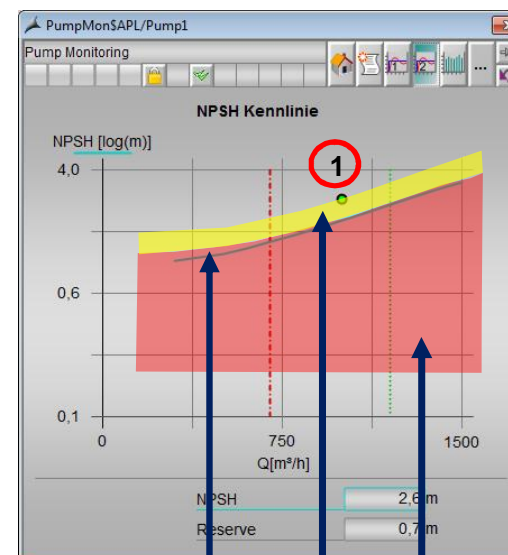 PumpMon$APL/Pump1
Pump Monitoring
...
NPSH Kennlinie
NPSH [log(m)]
4,0
1
0,6
0,1
0
750
1500
Q[m³/h]
NPSH 2,6 m
Reserve 0,7 m